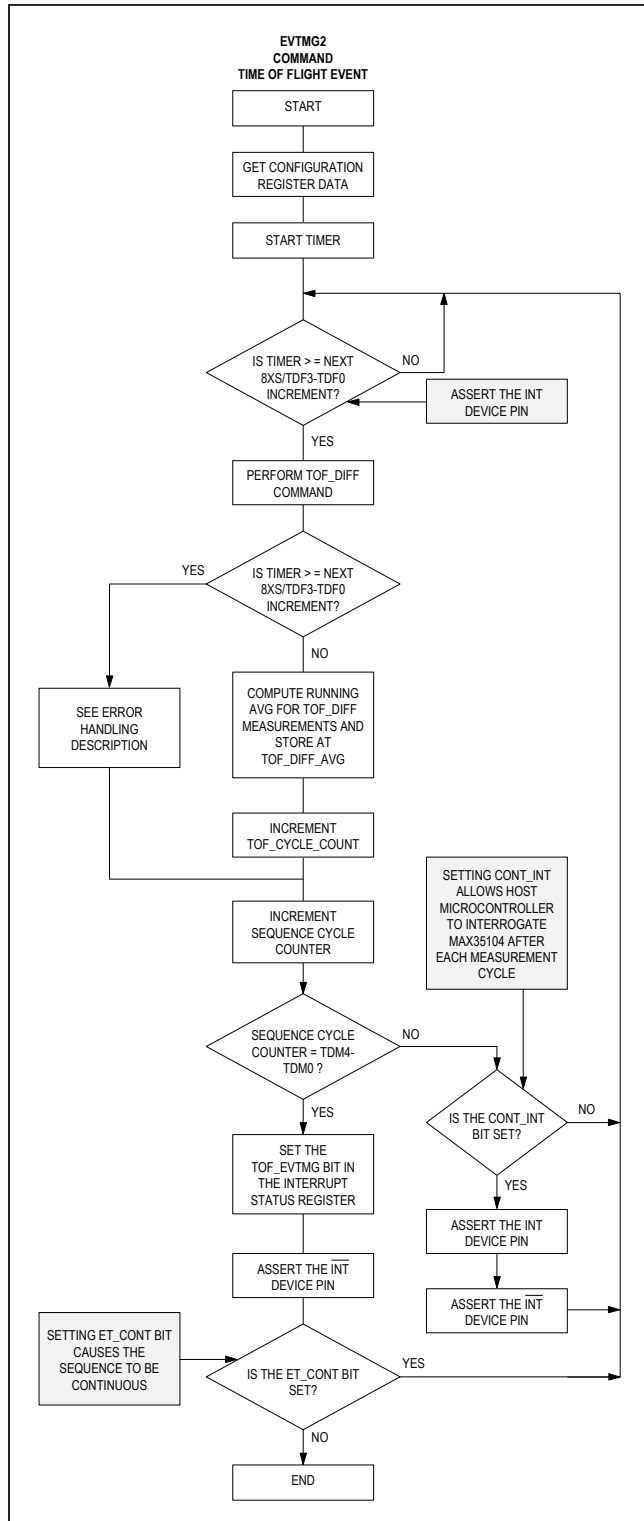 EVTMG2
COMMAND
TIME OF FLIGHT EVENT
START
GET CONFIGURATION
REGISTER DATA
START TIMER
IS TIMER > = NEXT
8XS/TDF3-TDF0
INCREMENT?
NO
ASSERT THE INT
DEVICE PIN
YES
PERFORM TOF_DIFF
COMMAND
YES
IS TIMER > = NEXT
8XS/TDF3-TDF0
INCREMENT?
NO
SEE ERROR
HANDLING
DESCRIPTION
COMPUTE RUNNING
AVG FOR TOF_DIFF
MEASUREMENTS AND
STORE AT
TOF_DIFF_AVG
INCREMENT
TOF_CYCLE_COUNT
SETTING CONT_INT
ALLOWS HOST
MICROCONTROLLER
TO INTERROGATE
MAX35104 AFTER
EACH MEASUREMENT
CYCLE
INCREMENT
SEQUENCE CYCLE
COUNTER
SEQUENCE CYCLE
COUNTER = TDM4-
TDM0 ?
NO
YES
IS THE CONT_INT
BIT SET?
NO
YES
SET THE
TOF_EVTMG BIT IN
THE INTERRUPT
STATUS REGISTER
ASSERT THE INT
DEVICE PIN
ASSERT THE INT
DEVICE PIN
ASSERT THE INT
DEVICE PIN
SETTING ET_CONT BIT
CAUSES THE
SEQUENCE TO BE
CONTINUOUS
IS THE ET_CONT BIT
SET?
YES
NO
END